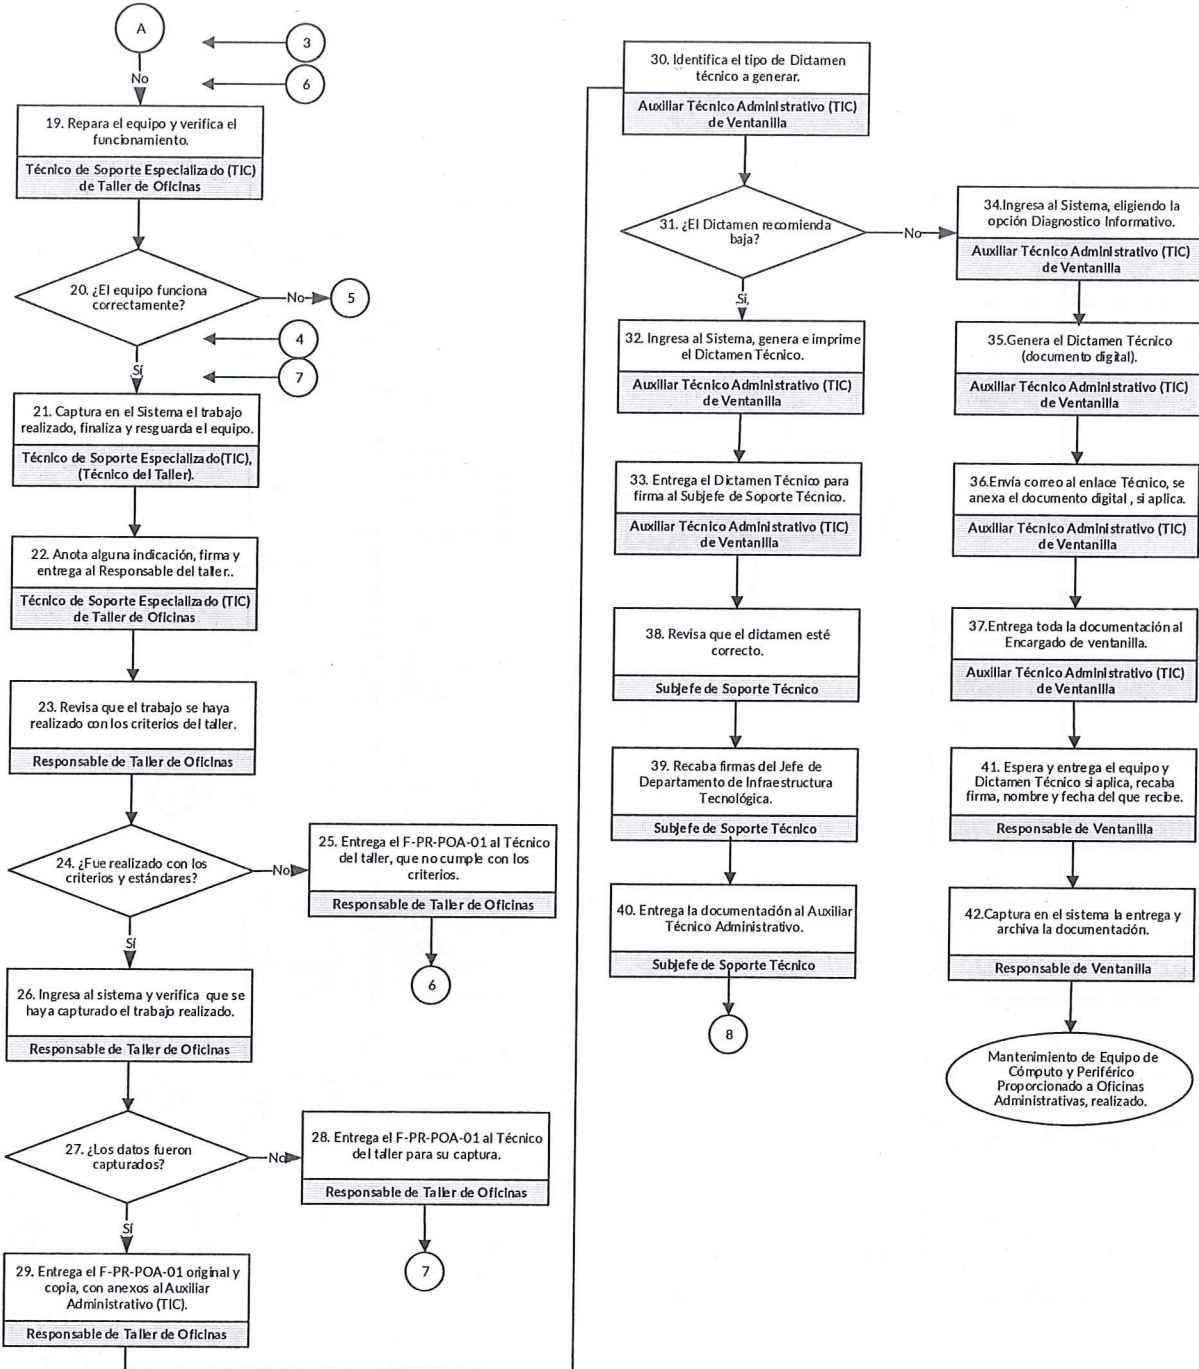 A
3
No
6
19. Repara el equipo y verifica el
funcionamiento.
Técnico de Soporte Especializado (TIC)
de Taller de Oficinas
20. ¿El equipo funciona
correctamente?
No
5
4
Sí
7
21. Captura en el Sistema el trabajo
realizado, finaliza y resguarda el equipo.
Técnico de Soporte Especializado(TIC),
(Técnico del Taller).
22. Anota alguna indicación, firma y
entrega al Responsable del taller..
Técnico de Soporte Especializado (TIC)
de Taller de Oficinas
23. Revisa que el trabajo se haya
realizado con los criterios del taller.
Responsable de Taller de Oficinas
24. ¿Fue realizado con los
criterios y estándares?
No
25. Entrega el F-PR-POA-01 al Técnico
del taller, que no cumple con los
criterios.
Responsable de Taller de Oficinas
6
Sí
26. Ingresa al sistema y verifica que se
haya capturado el trabajo realizado.
Responsable de Taller de Oficinas
27. ¿Los datos fueron
capturados?
No
28. Entrega el F-PR-POA-01 al Técnico
del taller para su captura.
Responsable de Taller de Oficinas
7
Sí
29. Entrega el F-PR-POA-01 original y
copia, con anexos al Auxiliar
Administrativo (TIC).
Responsable de Taller de Oficinas
30. Identifica el tipo de Dictamen
técnico a generar.
Auxiliar Técnico Administrativo (TIC)
de Ventanilla
31. ¿El Dictamen recomienda
baja?
No
Sí,
32. Ingresa al Sistema, genera e imprime
el Dictamen Técnico.
Auxiliar Técnico Administrativo (TIC)
de Ventanilla
33. Entrega el Dictamen Técnico para
firma al Subjefe de Soporte Técnico.
Auxiliar Técnico Administrativo (TIC)
de Ventanilla
38. Revisa que el dictamen esté
correcto.
Subjefe de Soporte Técnico
39. Recaba firmas del Jefe de
Departamento de Infraestructura
Tecnológica.
Subjefe de Soporte Técnico
40. Entrega la documentación al Auxiliar
Técnico Administrativo.
Subjefe de Soporte Técnico
8
34.Ingresa al Sistema, eligiendo la
opción Diagnostico Informativo.
Auxiliar Técnico Administrativo (TIC)
de Ventanilla
35.Genera el Dictamen Técnico
(documento digital).
Auxiliar Técnico Administrativo (TIC)
de Ventanilla
36.Envía correo al enlace Técnico, se
anexa el documento digital , si aplica.
Auxiliar Técnico Administrativo (TIC)
de Ventanilla
37.Entrega toda la documentación al
Encargado de ventanilla.
Auxiliar Técnico Administrativo (TIC)
de Ventanilla
41. Espera y entrega el equipo y
Dictamen Técnico si aplica, recaba
firma, nombre y fecha del que recibe.
Responsable de Ventanilla
42.Captura en el sistema la entrega y
archiva la documentación.
Responsable de Ventanilla
Mantenimiento de Equipo de
Cómputo y Periférico
Proporcionado a Oficinas
Administrativas, realizado.